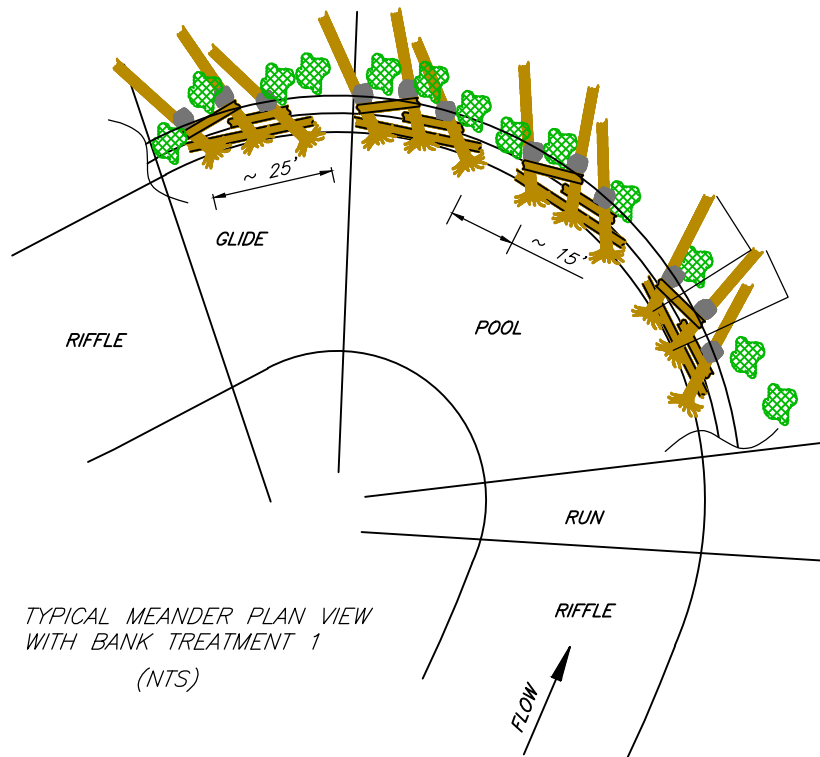 ~ 25'
GLIDE
~ 15'
RIFFLE
POOL
RUN
RIFFLE
TYPICAL MEANDER PLAN VIEW
WITH BANK TREATMENT 1
(NTS)
FLOW